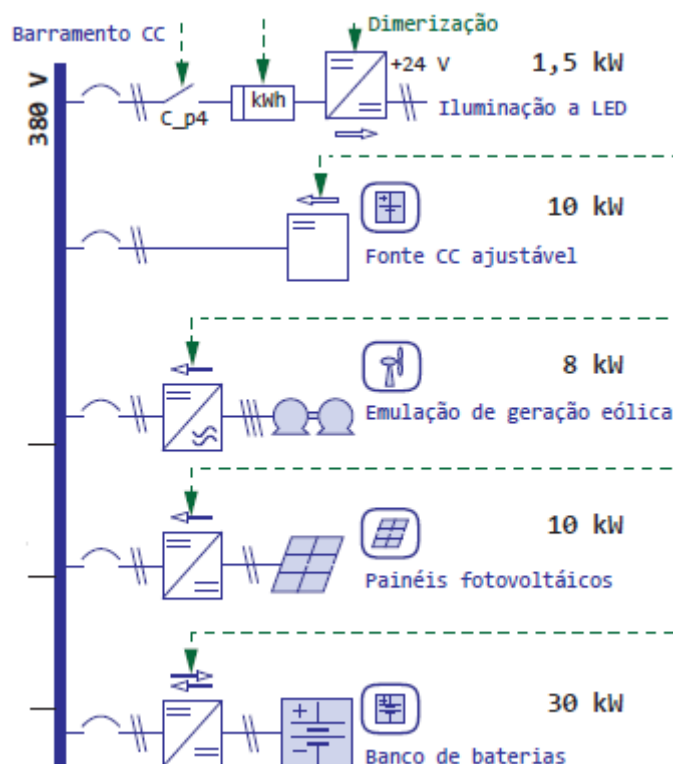 Barramento CC
Dimerização
380 V
C_p4
kWh
+24 V
1,5 kW
Iluminação a LED
10 kW
Fonte CC ajustável
8 kW
Emulação de geração eólica
10 kW
Painéis fotovoltáicos
30 kW
Banco de baterias